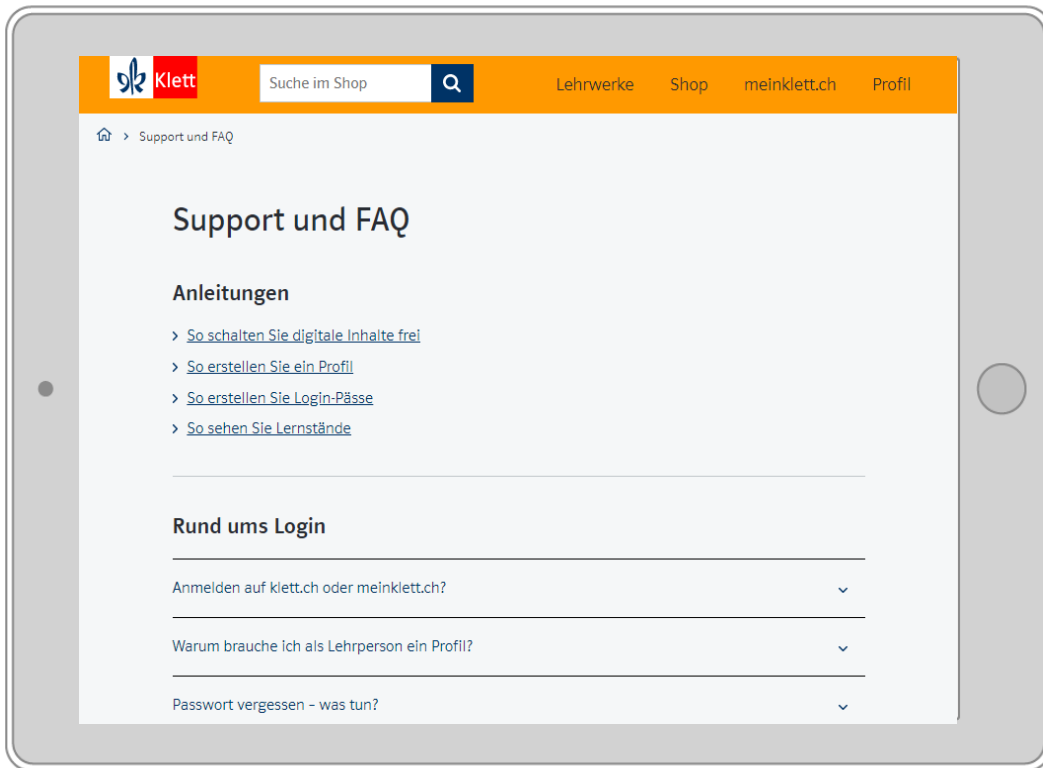 Klett
Suche im Shop
Lehrwerke Shop meinklett.ch Profil
> Support und FAQ
Support und FAQ
Anleitungen
> So schalten Sie digitale Inhalte frei
> So erstellen Sie ein Profil
> So erstellen Sie Login-Pässe
> So sehen Sie Lernstände
Rund ums Login
Anmelden auf klett.ch oder meinklett.ch?
Warum brauche ich als Lehrperson ein Profil?
Passwort vergessen – was tun?